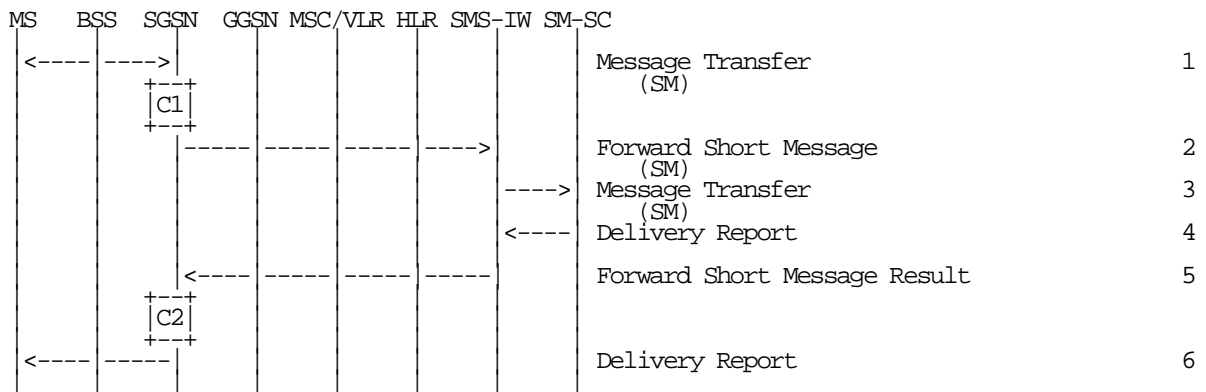 MS BSS SGSN GGSN MSC/VLR HLR SMS-IW SM-SC
Message Transfer 1
(SM)
C1
Forward Short Message 2
(SM)
Message Transfer 3
(SM)
Delivery Report 4
Forward Short Message Result 5
C2
Delivery Report 6